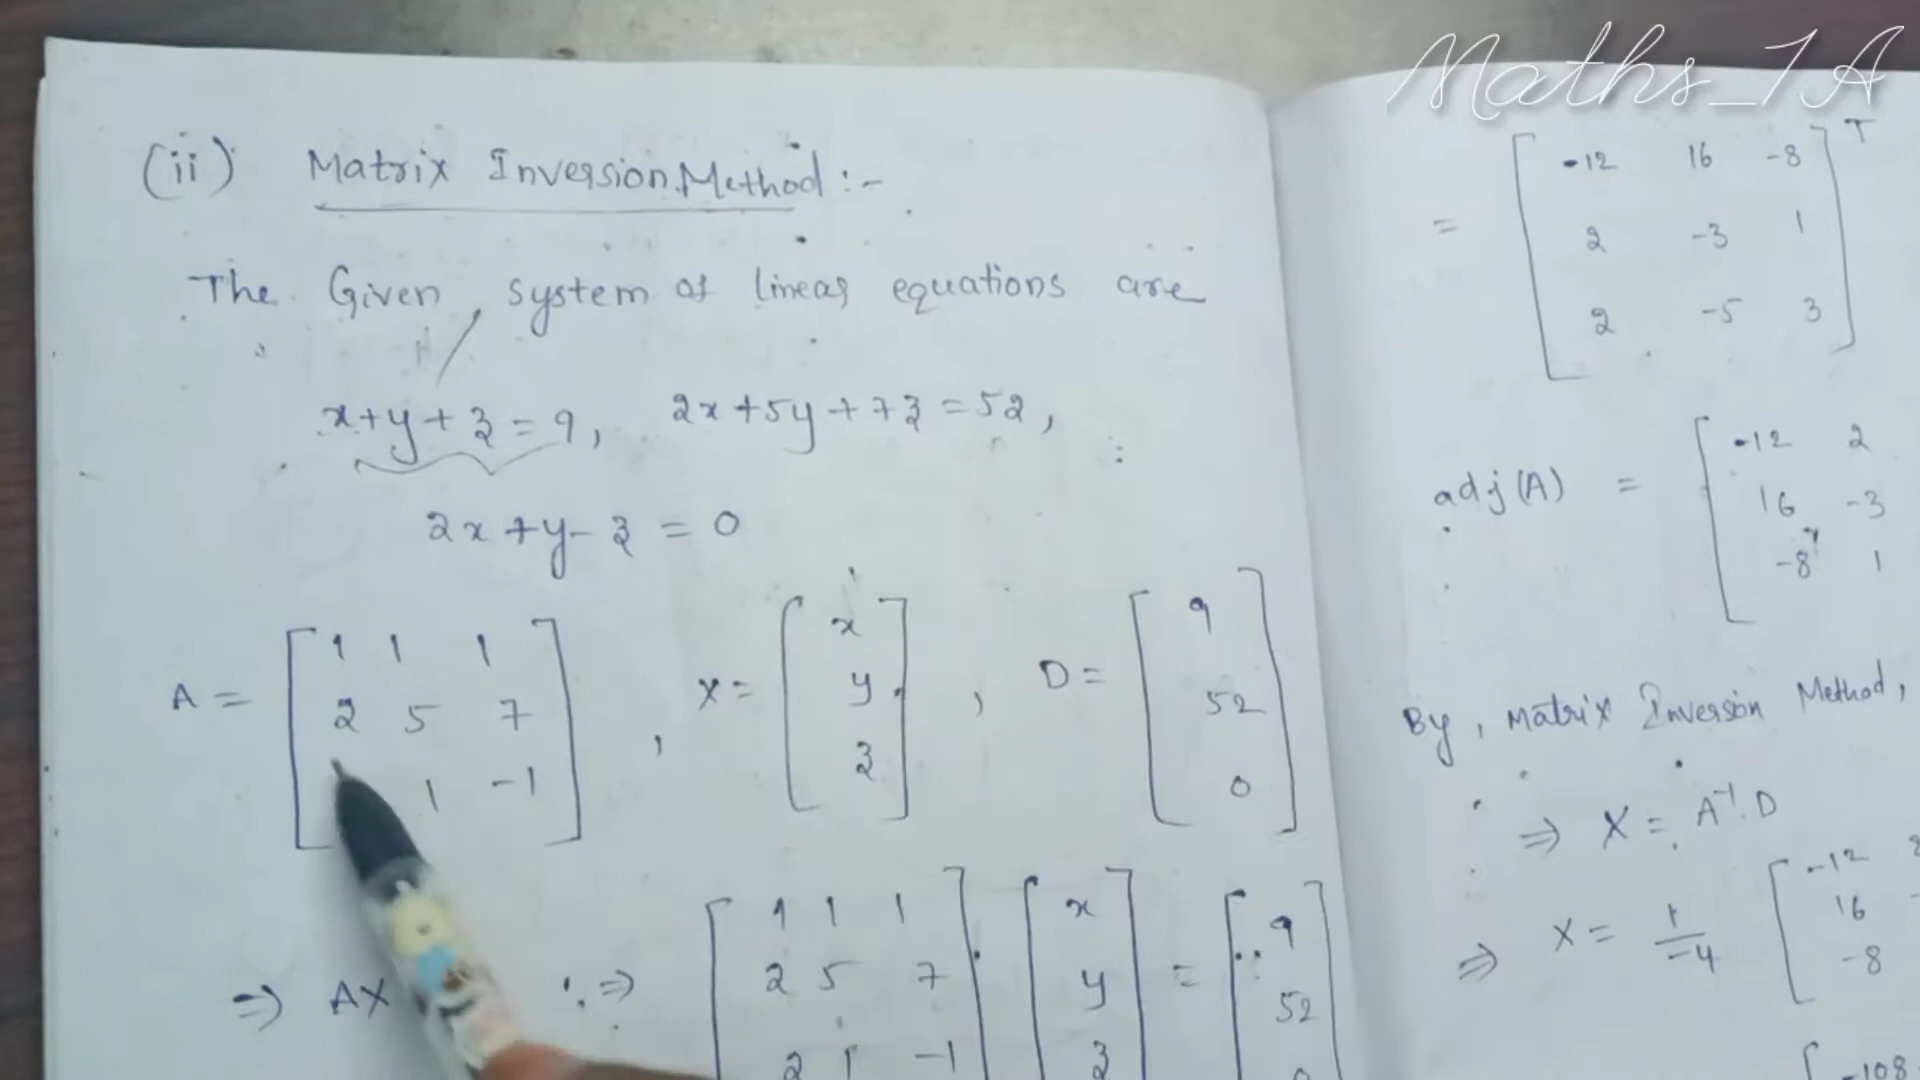 Maths_1A
(ii) Matrix Inversion Method :-
The Given system of linear equations are
x+y+z=9, 2x+5y+7z=52,
2x+y-z=0
A = [ 1 1 1
2 5 7
1 -1 ] , X = [ x
y
z ] , D = [ 9
52
0 ]
⇒ AX ⇒ [ 1 1 1
2 5 7
2 1 -1 ] [ x
y
z ] = [ 9
52
0
= [ -12 16 -8
2 -3 1
2 -5 3 ] T
adj(A) = [ -12 2
16 -3
-8 1
By, Matrix Inversion Method,
⇒ X = A⁻¹.D
⇒ X = 1/-4 [ -12
16
-8
[ -108